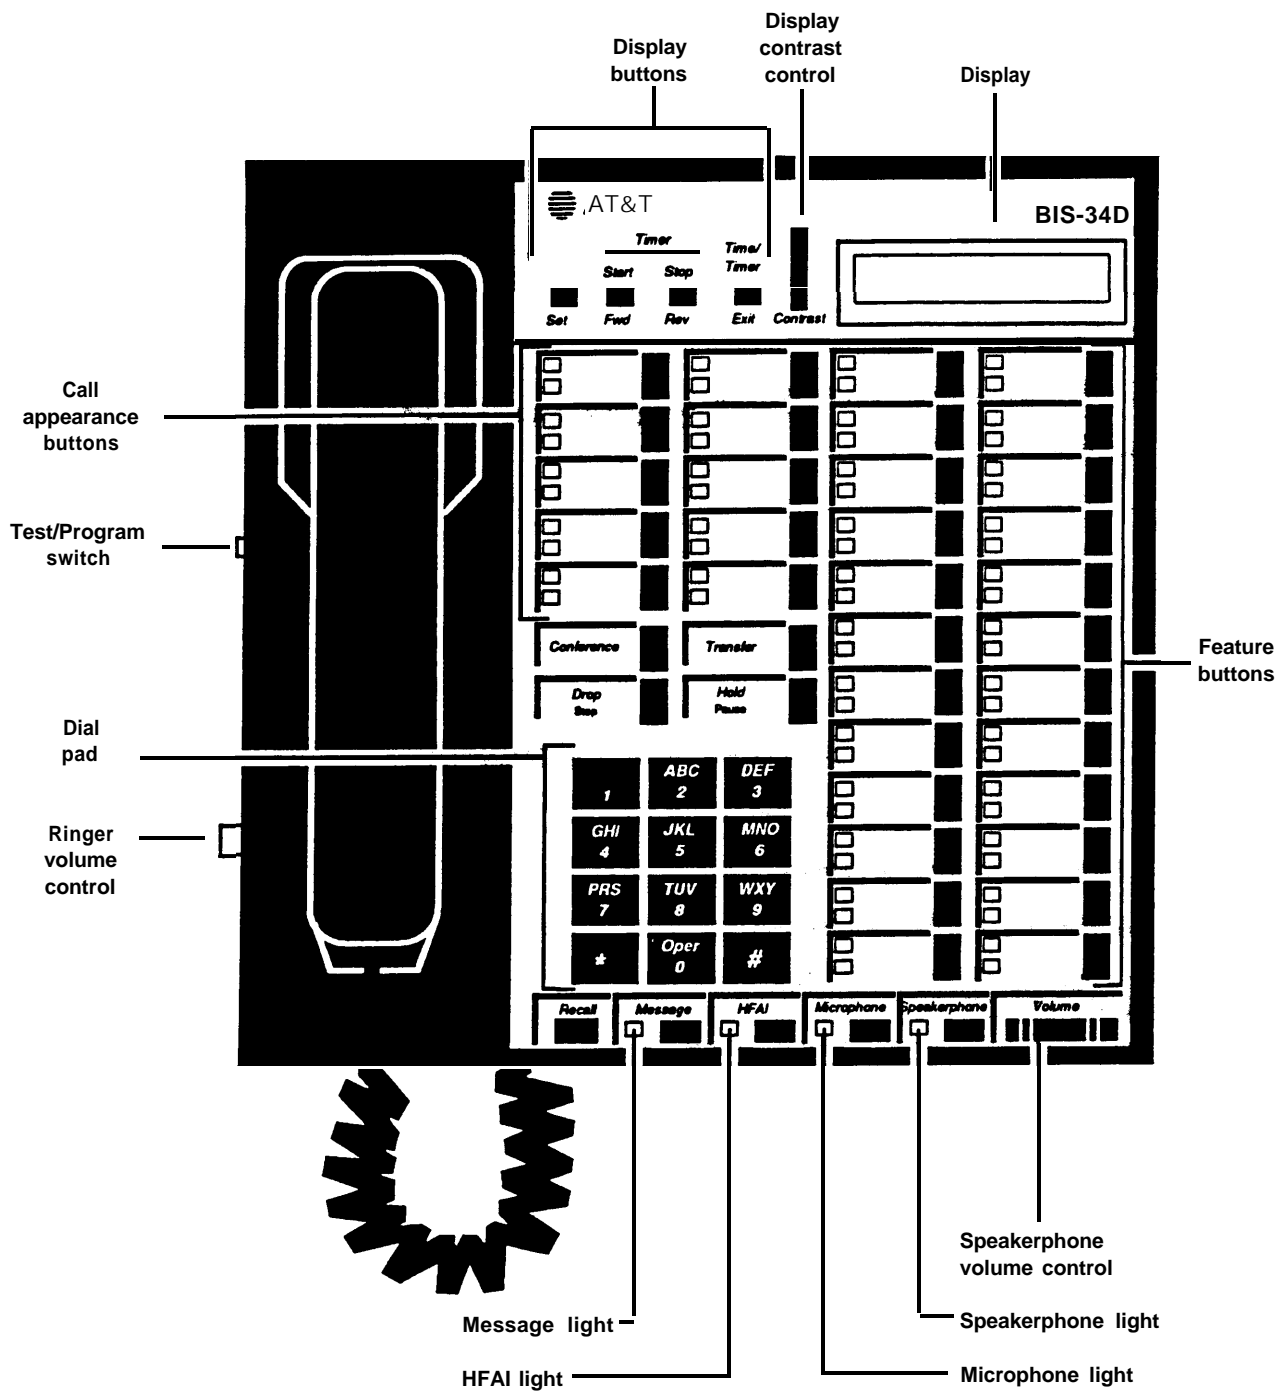 Display
buttons
Display
contrast
control
Display
AT&T
BIS-34D
Timer
Time/
Timer
Start
Stop
Set
Fwd
Rev
Exit
Contrast
Call
appearance
buttons
Test/Program
switch
Conference
Transfer
Feature
buttons
Drop
Stop
Hold
Pause
Dial
pad
1
ABC
2
DEF
3
Ringer
volume
control
GHI
4
JKL
5
MNO
6
PRS
7
TUV
8
WXY
9
*
Oper
0
#
Recall
Message
HFAI
Microphone
Speakerphone
Volume
Speakerphone
volume control
Message light
Speakerphone light
HFAI light
Microphone light